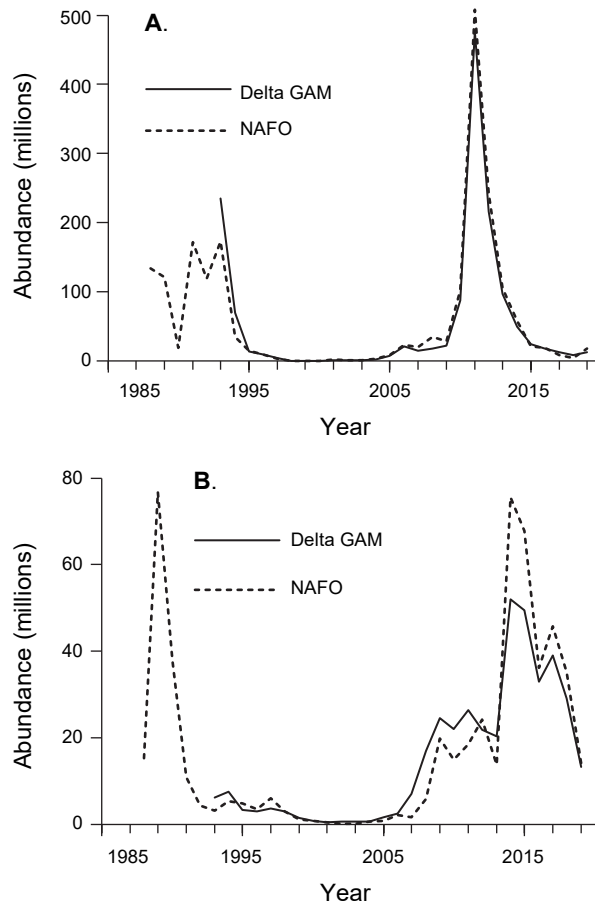 A.
500
400
300
200
100
0
Abundance (millions)
Delta GAM
NAFO
1985
1995
2005
2015
Year
B.
80
60
40
20
0
Abundance (millions)
Delta GAM
NAFO
1985
1995
2005
2015
Year